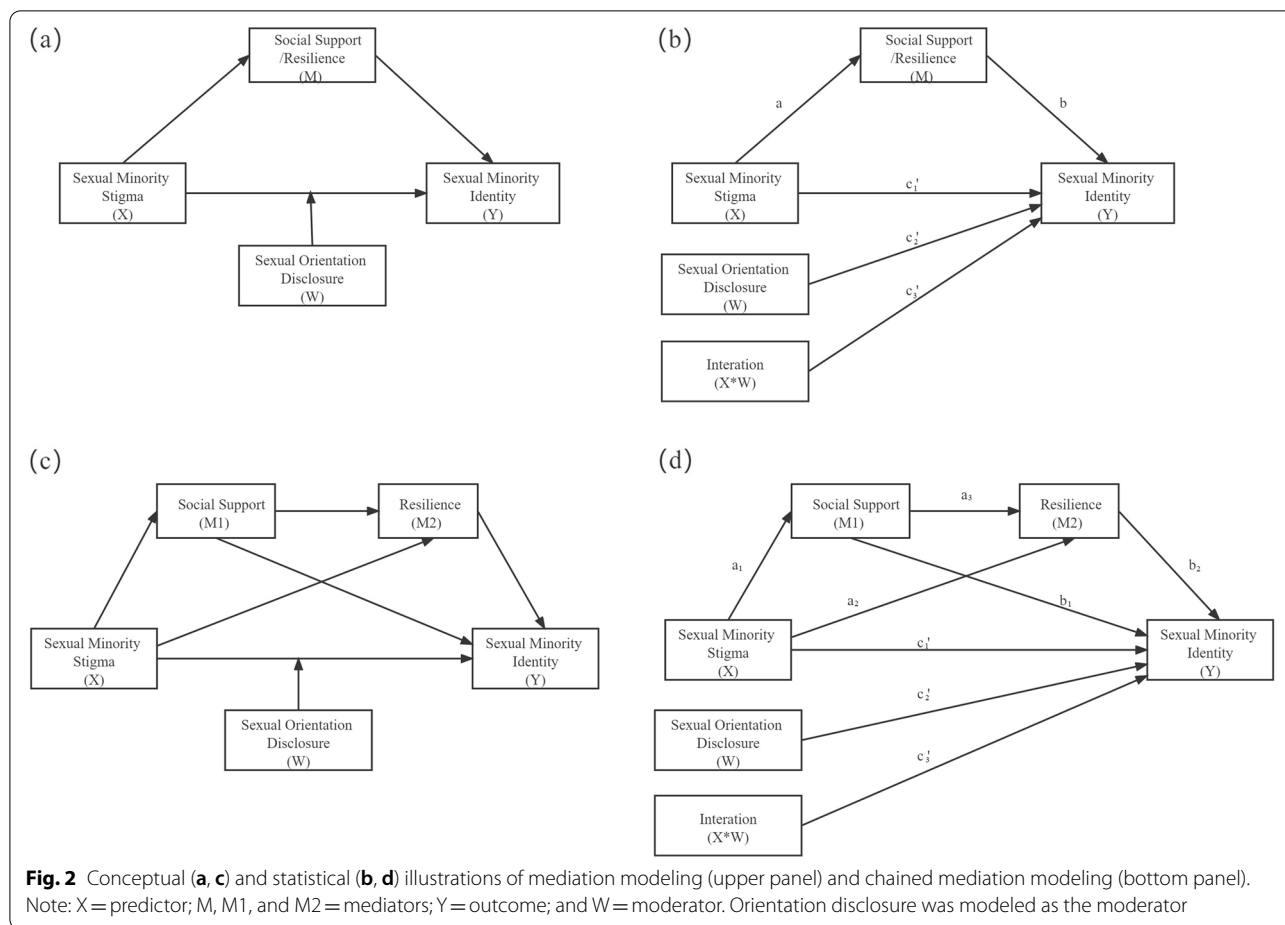 (a)
Social Support
/Resilience
(M)
Sexual Minority
Stigma
(X)
Sexual Minority
Identity
(Y)
Sexual Orientation
Disclosure
(W)
(b)
Social Support
/Resilience
(M)
a
b
Sexual Minority
Stigma
(X)
c₁'
Sexual Minority
Identity
(Y)
Sexual Orientation
Disclosure
(W)
c₂'
c₃'
Interation
(X*W)
(c)
Social Support
(M1)
Resilience
(M2)
Sexual Minority
Stigma
(X)
Sexual Minority
Identity
(Y)
Sexual Orientation
Disclosure
(W)
(d)
Social Support
(M1)
a₃
Resilience
(M2)
a₁
a₂
b₁
b₂
Sexual Minority
Stigma
(X)
c₁'
Sexual Minority
Identity
(Y)
Sexual Orientation
Disclosure
(W)
c₂'
c₃'
Interation
(X*W)
Fig. 2 Conceptual (a, c) and statistical (b, d) illustrations of mediation modeling (upper panel) and chained mediation modeling (bottom panel).
Note: X = predictor; M, M1, and M2 = mediators; Y = outcome; and W = moderator. Orientation disclosure was modeled as the moderator